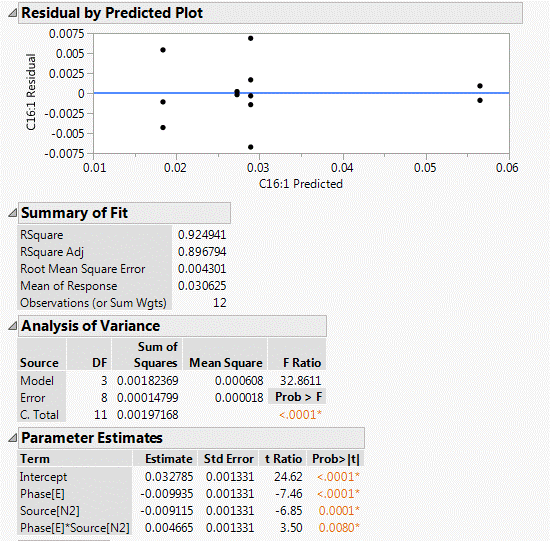 Residual by Predicted Plot
0.0075
0.005
0.0025
0
-0.0025
-0.005
-0.0075
C16:1 Residual
0.01 0.02 0.03 0.04 0.05 0.06
C16:1 Predicted
Summary of Fit
RSquare 0.924941
RSquare Adj 0.896794
Root Mean Square Error 0.004301
Mean of Response 0.030625
Observations (or Sum Wgts) 12
Analysis of Variance
Sum of
Source DF Squares Mean Square F Ratio
Model 3 0.00182369 0.000608 32.8611
Error 8 0.00014799 0.000018 Prob > F
C. Total 11 0.00197168 <.0001*
Parameter Estimates
Term Estimate Std Error t Ratio Prob>|t|
Intercept 0.032785 0.001331 24.62 <.0001*
Phase[E] -0.009935 0.001331 -7.46 <.0001*
Source[N2] -0.009115 0.001331 -6.85 0.0001*
Phase[E]*Source[N2] 0.004665 0.001331 3.50 0.0080*